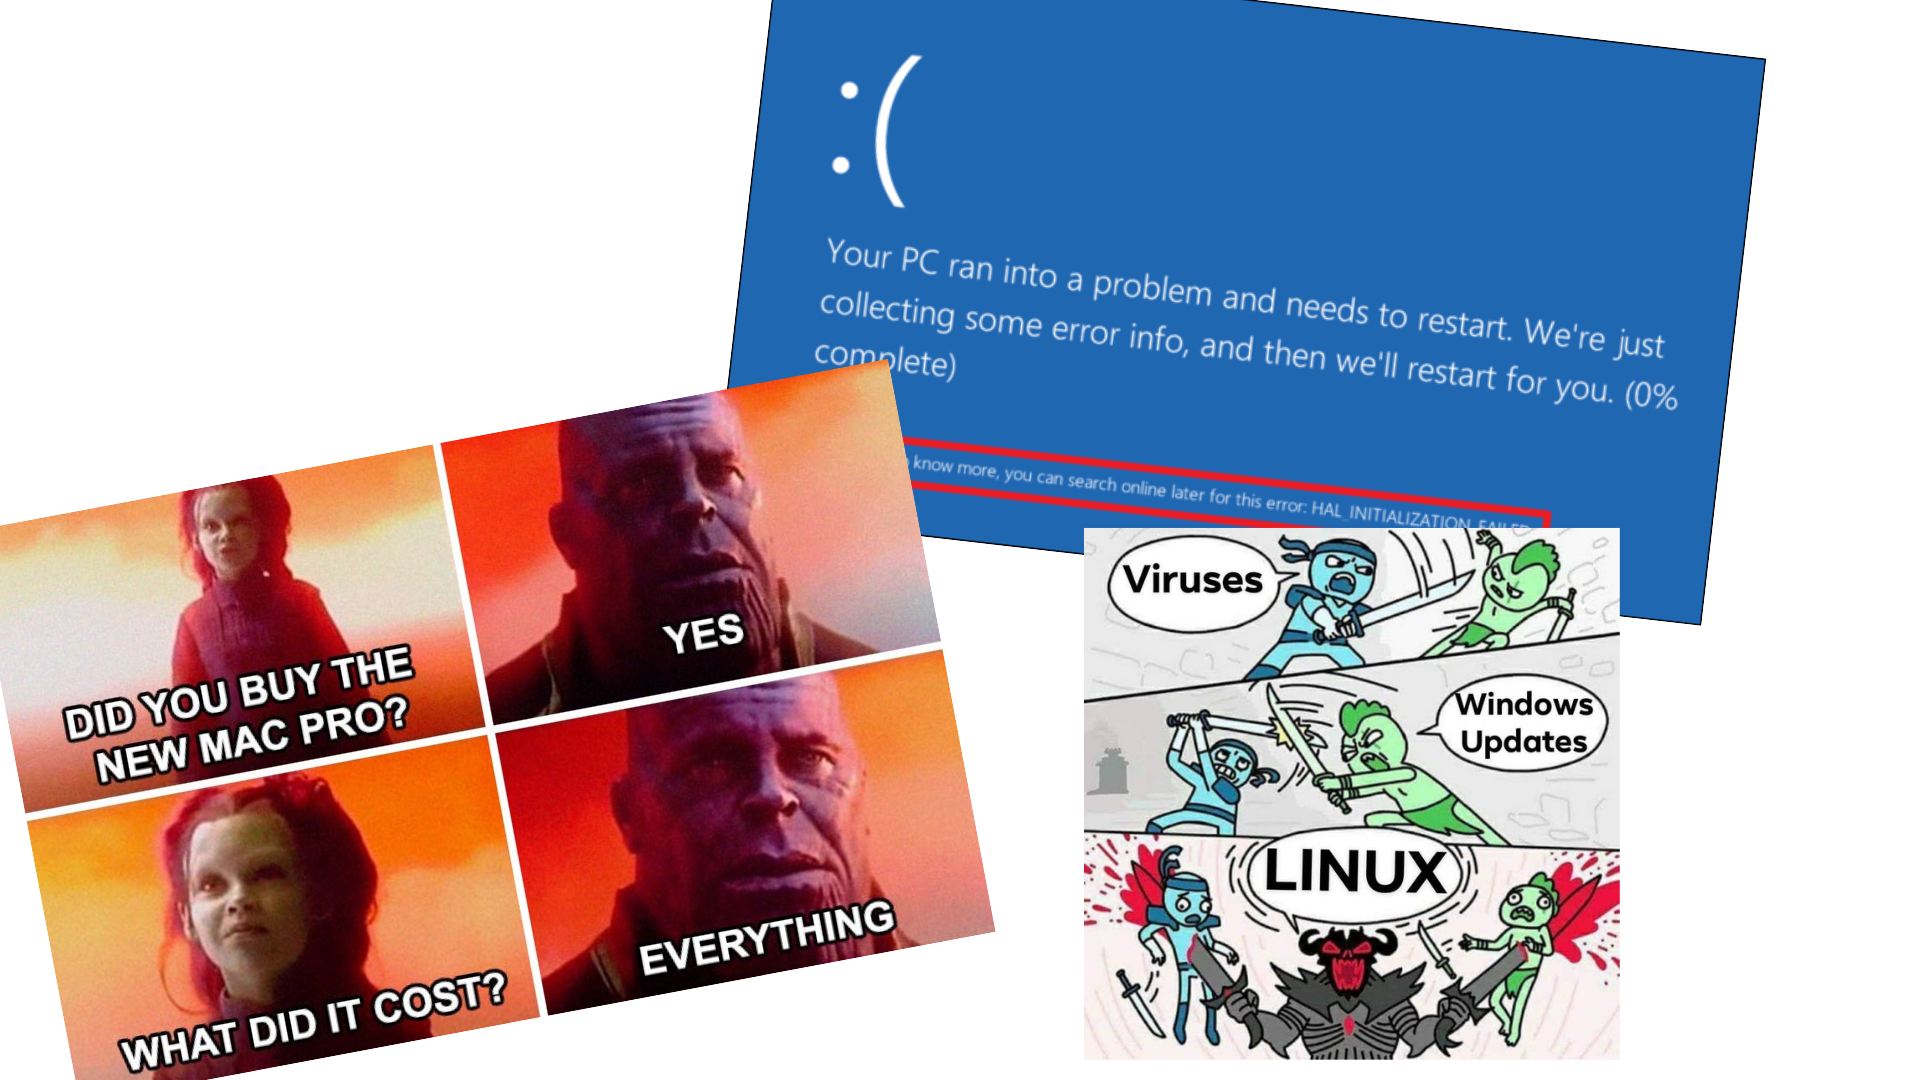 :(
Your PC ran into a problem and needs to restart. We're just
collecting some error info, and then we'll restart for you. (0%
complete)
know more, you can search online later for this error: HAL_INITIALIZATION_FAILED
DID YOU BUY THE
NEW MAC PRO?
YES
WHAT DID IT COST?
EVERYTHING
Viruses
Windows
Updates
LINUX